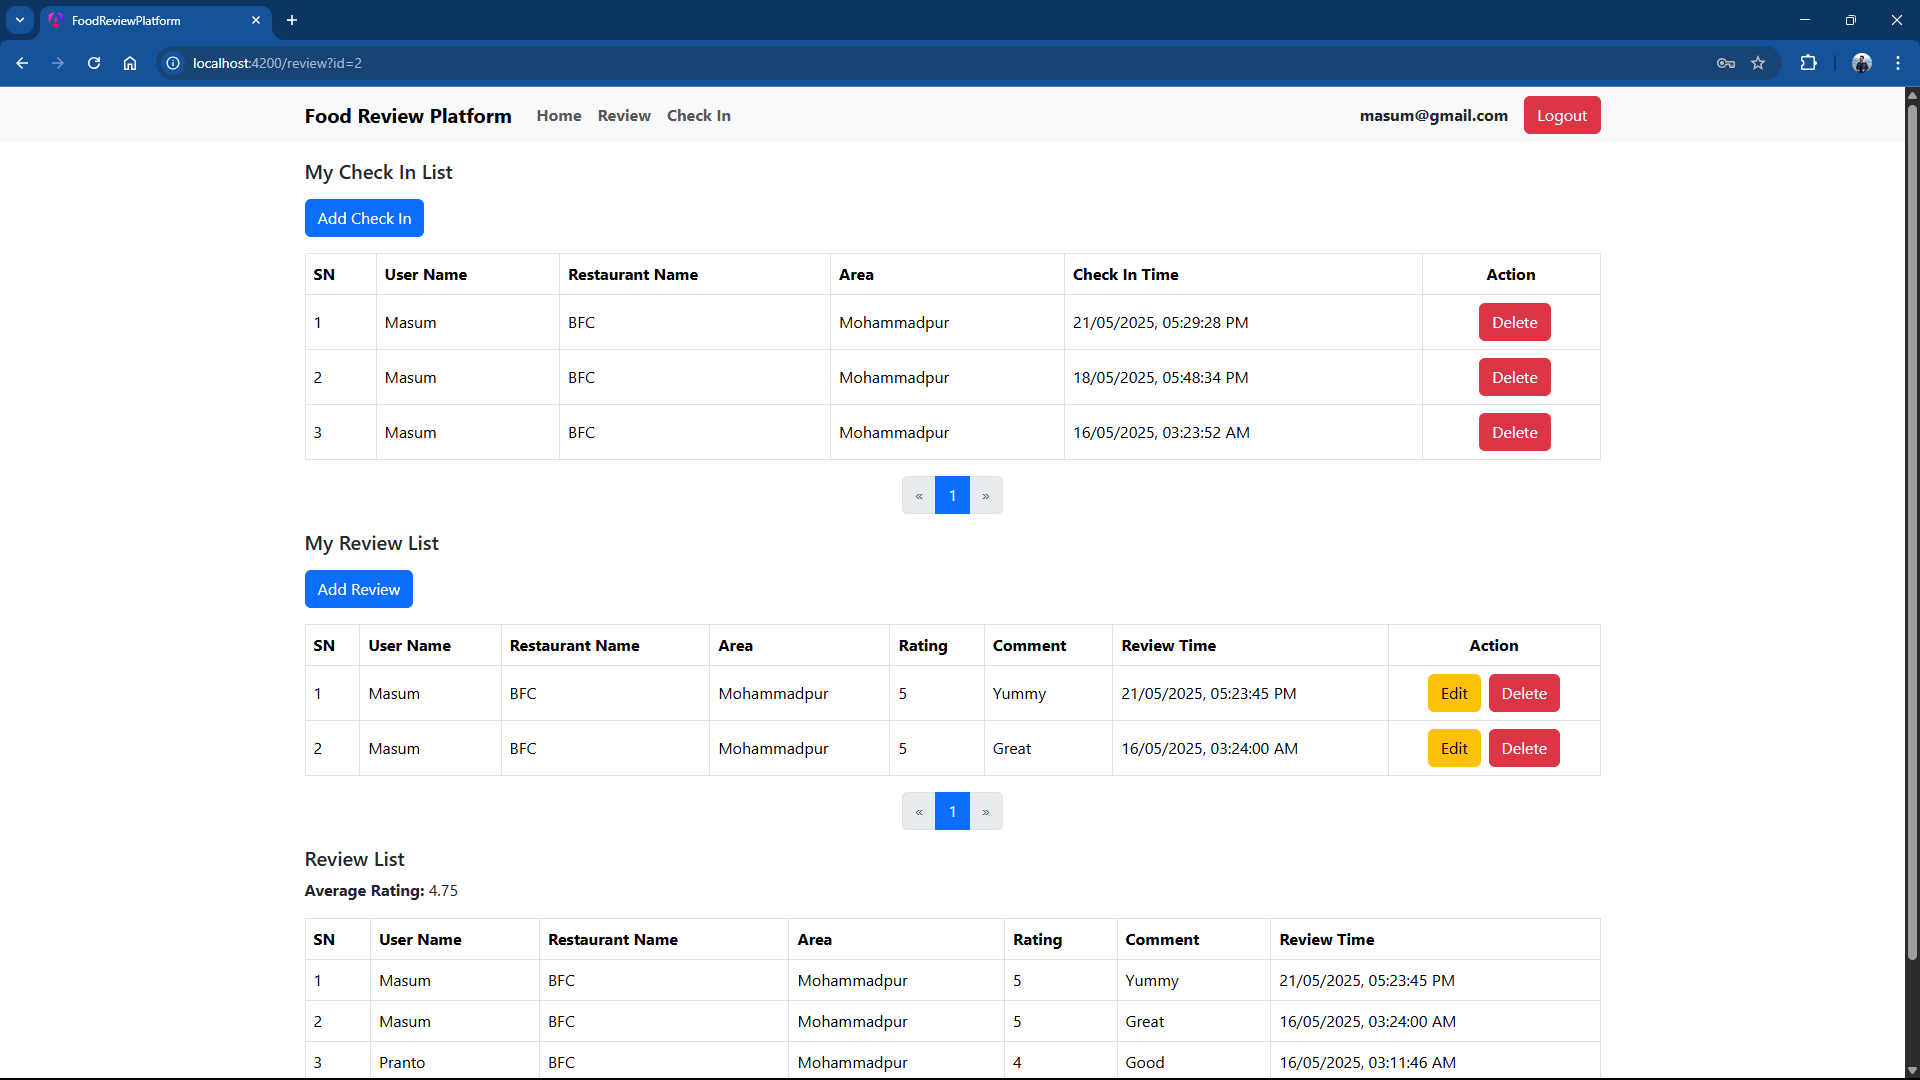 FoodReviewPlatform
localhost:4200/review?id=2
Food Review Platform Home Review Check In masum@gmail.com Logout
My Check In List
Add Check In
SN User Name Restaurant Name Area Check In Time Action
1 Masum BFC Mohammadpur 21/05/2025, 05:29:28 PM Delete
2 Masum BFC Mohammadpur 18/05/2025, 05:48:34 PM Delete
3 Masum BFC Mohammadpur 16/05/2025, 03:23:52 AM Delete
« 1 »
My Review List
Add Review
SN User Name Restaurant Name Area Rating Comment Review Time Action
1 Masum BFC Mohammadpur 5 Yummy 21/05/2025, 05:23:45 PM Edit Delete
2 Masum BFC Mohammadpur 5 Great 16/05/2025, 03:24:00 AM Edit Delete
« 1 »
Review List
Average Rating: 4.75
SN User Name Restaurant Name Area Rating Comment Review Time
1 Masum BFC Mohammadpur 5 Yummy 21/05/2025, 05:23:45 PM
2 Masum BFC Mohammadpur 5 Great 16/05/2025, 03:24:00 AM
3 Pranto BFC Mohammadpur 4 Good 16/05/2025, 03:11:46 AM